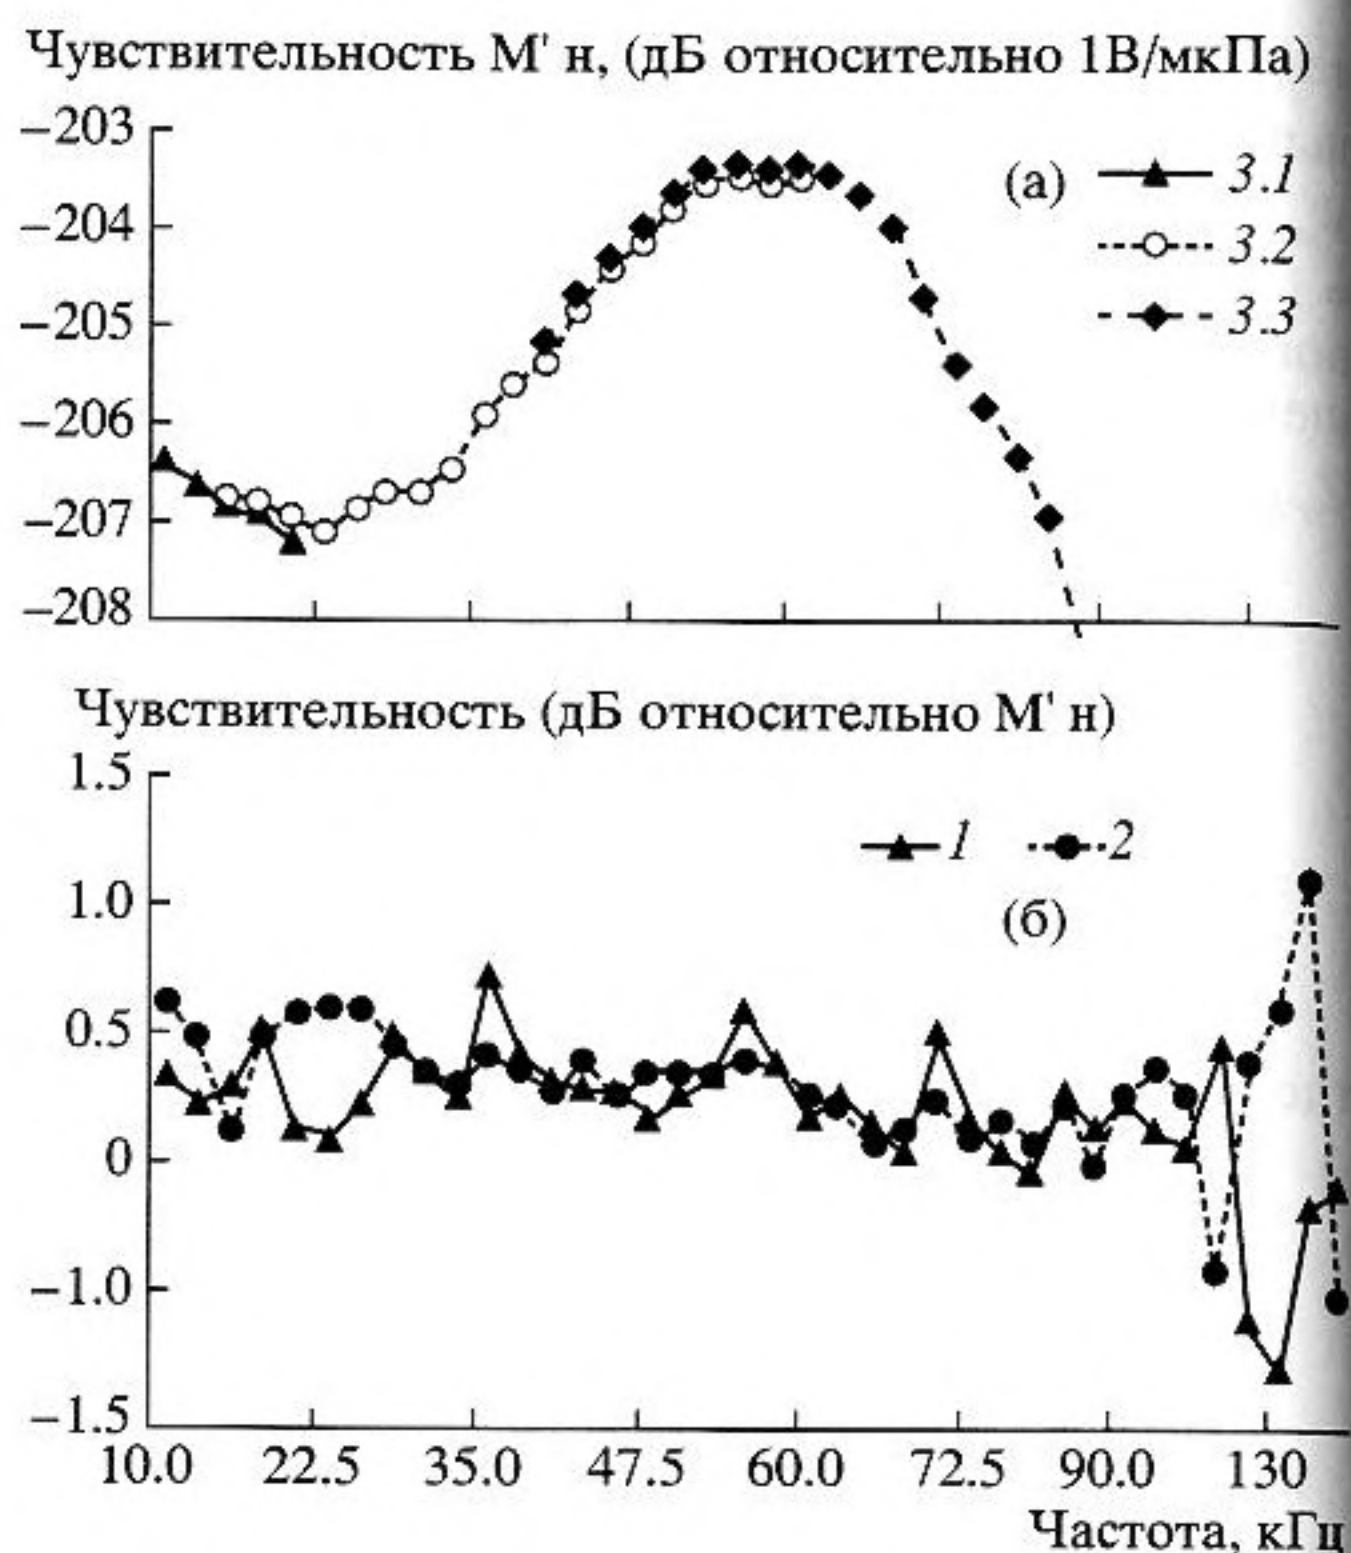 Чувствительность М' н, (дБ относительно 1В/мкПа)
−203
−204
−205
−206
−207
−208
(а)
3.1
3.2
3.3
Чувствительность (дБ относительно М' н)
1.5
1.0
0.5
0
−1.0
−1.5
1 2
(б)
10.0 22.5 35.0 47.5 60.0 72.5 90.0 130
Частота, кГц